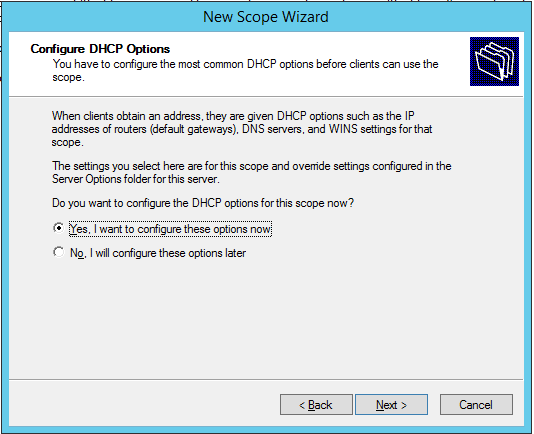 New Scope Wizard
Configure DHCP Options
You have to configure the most common DHCP options before clients can use the
scope.
When clients obtain an address, they are given DHCP options such as the IP
addresses of routers (default gateways), DNS servers, and WINS settings for that
scope.
The settings you select here are for this scope and override settings configured in the
Server Options folder for this server.
Do you want to configure the DHCP options for this scope now?
Yes, I want to configure these options now
No, I will configure these options later
< Back
Next >
Cancel